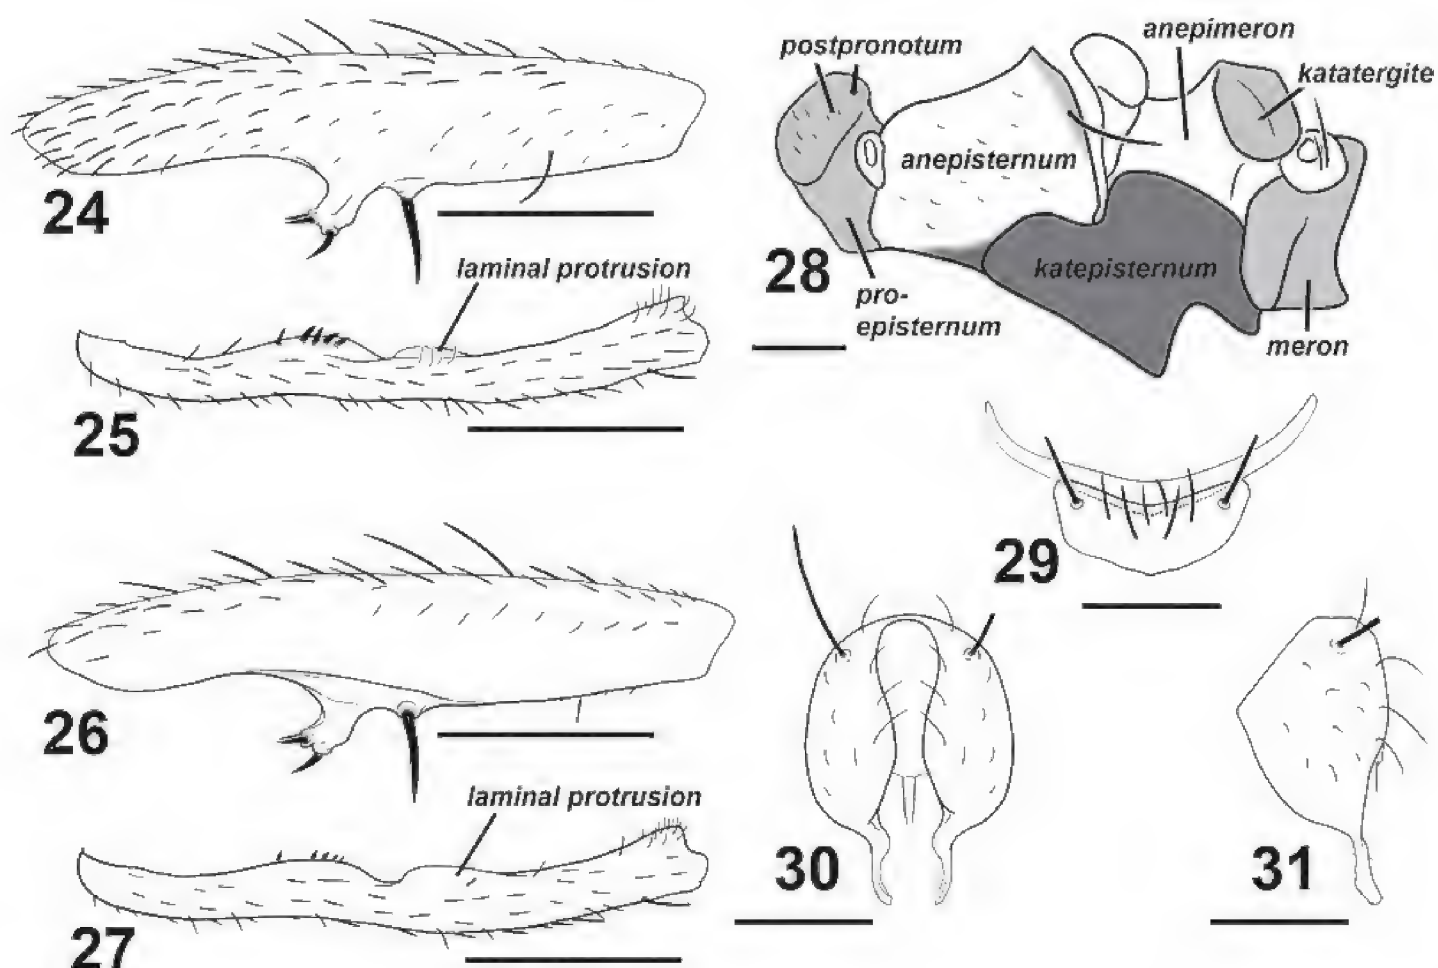 24
laminal protrusion
25
26
laminal protrusion
27
postpronotum
anepimeron
katatergite
anepisternum
katepisternum
28
pro-
episternum
meron
29
30
31